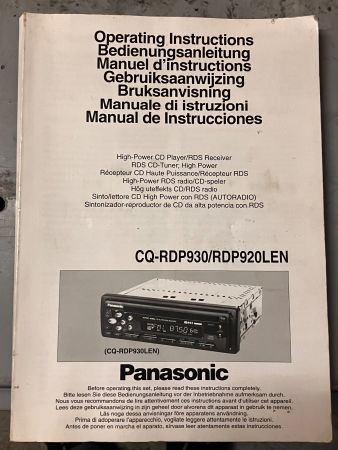 Operating Instructions
Bedienungsanleitung
Manuel d'instructions
Gebruiksaanwijzing
Bruksanvisning
Manuale di istruzioni
Manual de Instrucciones
High-Power CD Player/RDS Receiver
RDS CD-Tuner; High Power
Récepteur CD Haute Puissance/Récepteur RDS
High-Power RDS radio/CD-speler
Hög uteffekts CD/RDS radio
Sinto/lettore CD High Power con RDS (AUTORADIO)
Sintonizador-reproductor de CD da alta potencia con RDS
CQ-RDP930/RDP920LEN
Panasonic
(CQ-RDP930LEN)
Panasonic
Before operating this set, please read these instructions completely.
Bitte lesen Sie diese Bedienungsanleitung vor der Inbetriebnahme aufmerksam durch.
Nous vous recommandons de lire attentivement ces instructions avant d'utiliser cet appareil.
Lees deze gebruiksaanwijzing in zijn geheel door alvorens dit apparaat in gebruik te nemen.
Läs noga dessa anvisningar före apparatens användning.
Prima di adoperare l'apparecchio, vogliate leggere attentamente le istruzioni.
Antes de poner en marcha el aparato, sírvase leer atentamente estas instrucciones.